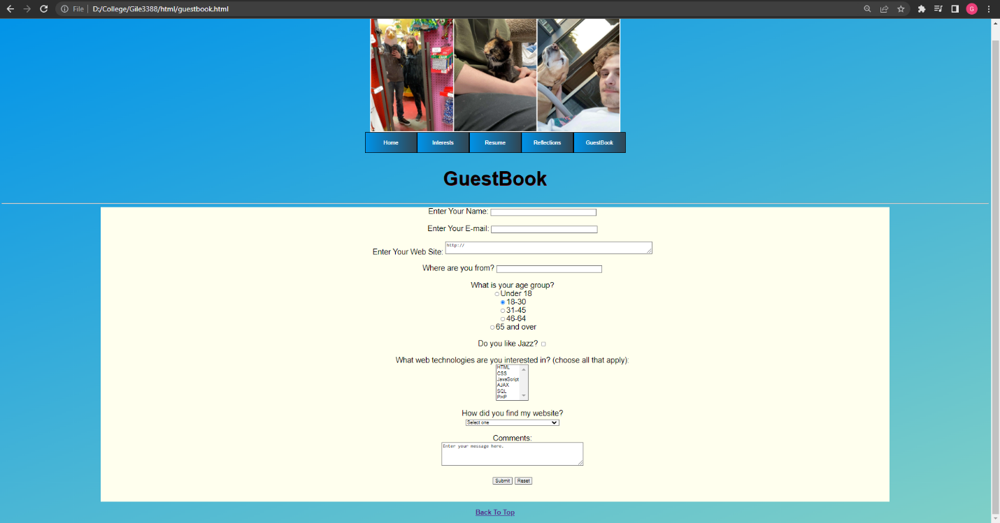 File D:/College/Gile3388/html/guestbook.html
G
Home Interests Resume Reflections GuestBook
GuestBook
Enter Your Name:
Enter Your E-mail:
Enter Your Web Site: http://
Where are you from?
What is your age group?
Under 18
18-30
31-45
46-64
65 and over
Do you like Jazz?
What web technologies are you interested in? (choose all that apply):
HTML
CSS
JavaScript
AJAX
SQL
PHP
How did you find my website?
Select one
Comments:
Enter your message here.
Submit Reset
Back To Top